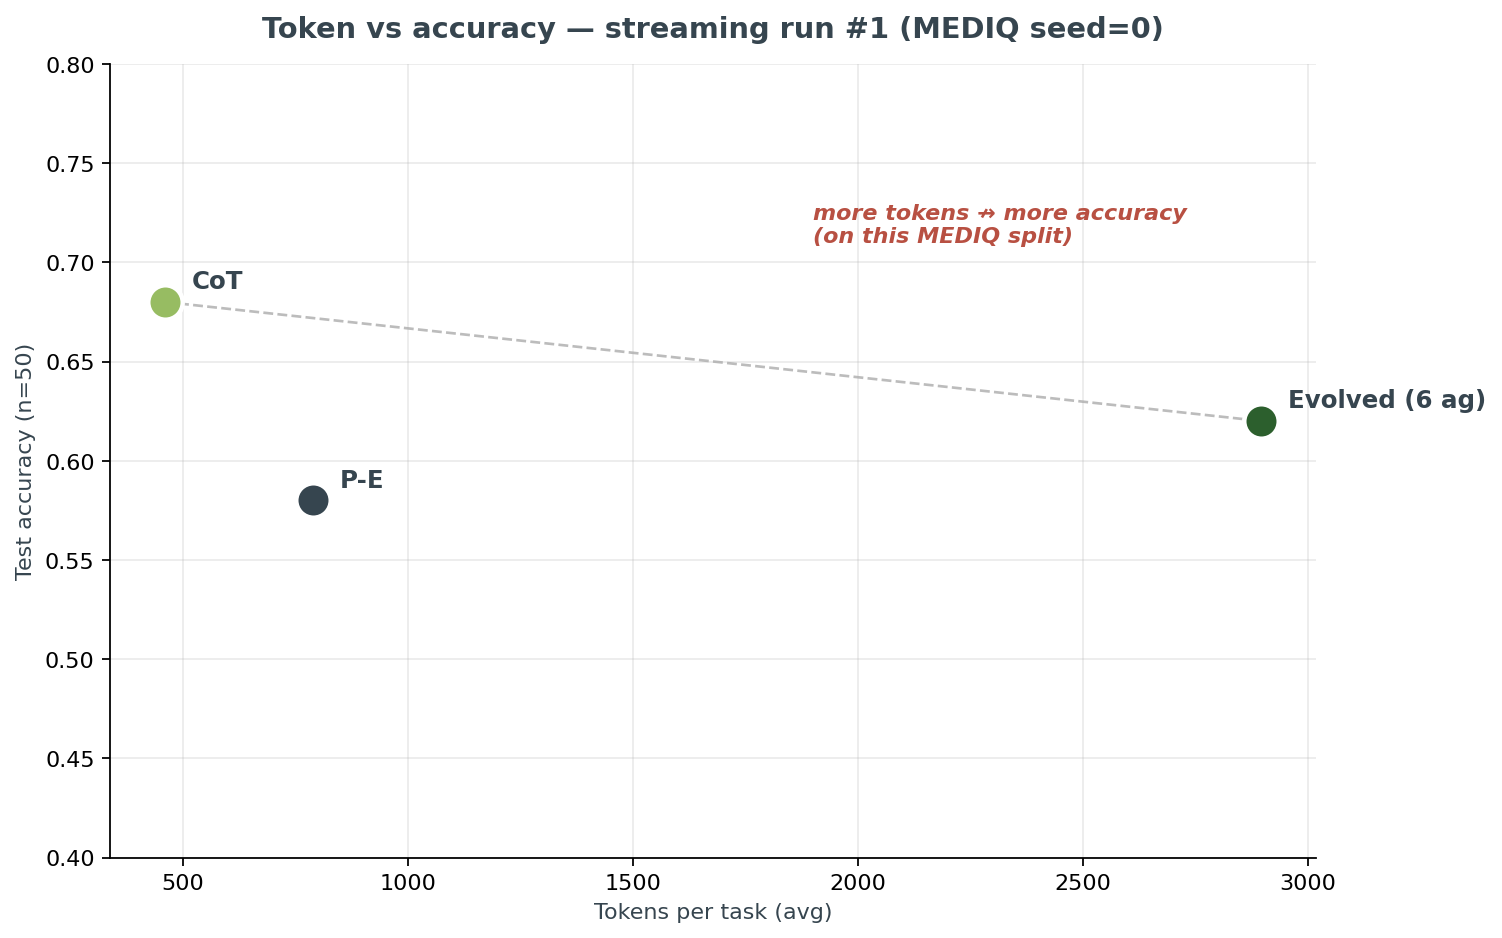 Token vs accuracy — streaming run #1 (MEDIQ seed=0)
0.80
0.75
0.70
0.65
0.60
0.55
0.50
0.45
0.40
Test accuracy (n=50)
more tokens ↛ more accuracy
(on this MEDIQ split)
CoT
Evolved (6 ag)
P-E
500 1000 1500 2000 2500 3000
Tokens per task (avg)